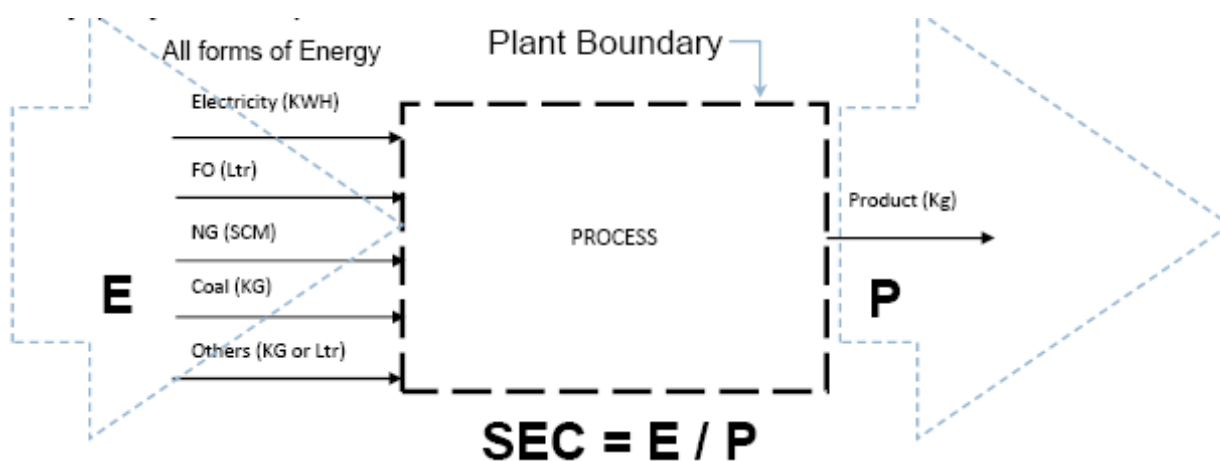 All forms of Energy
Plant Boundary
Electricity (KWH)
FO (Ltr)
NG (SCM)
Coal (KG)
Others (KG or Ltr)
E
PROCESS
Product (Kg)
P
SEC = E / P